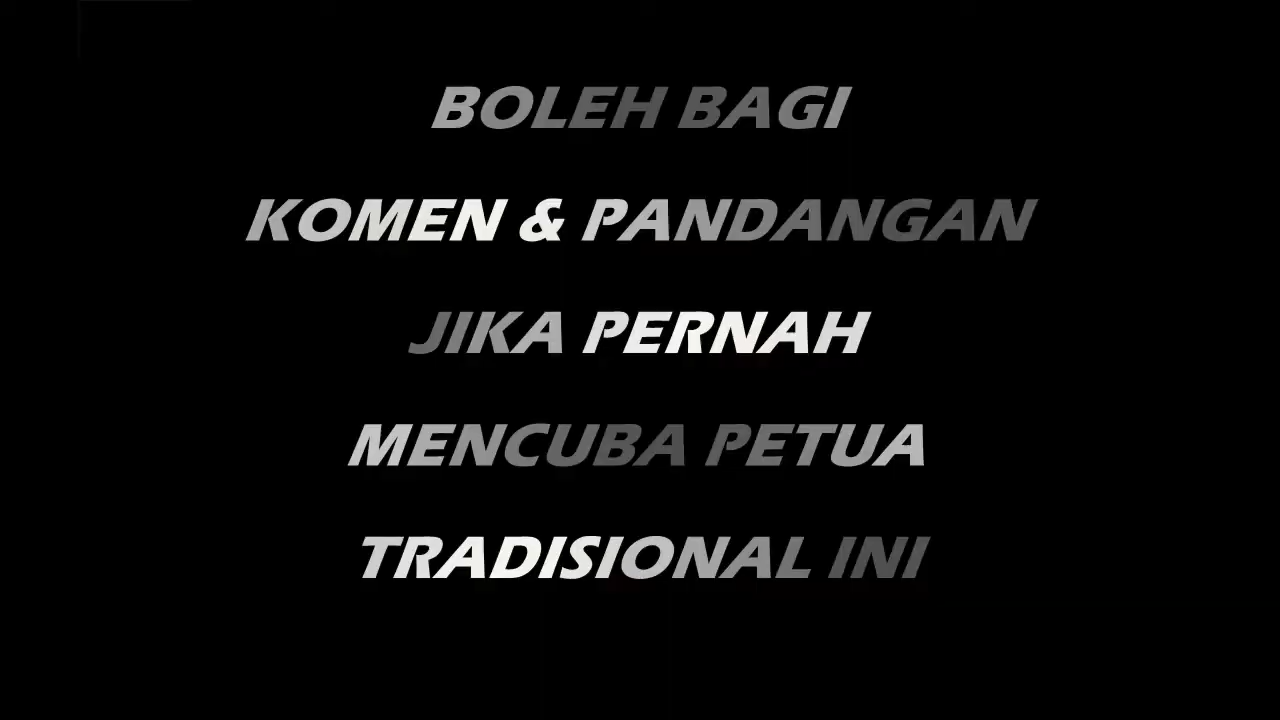 BOLEH BAGI
KOMEN & PANDANGAN
JIKA PERNAH
MENCUBA PETUA
TRADISIONAL INI